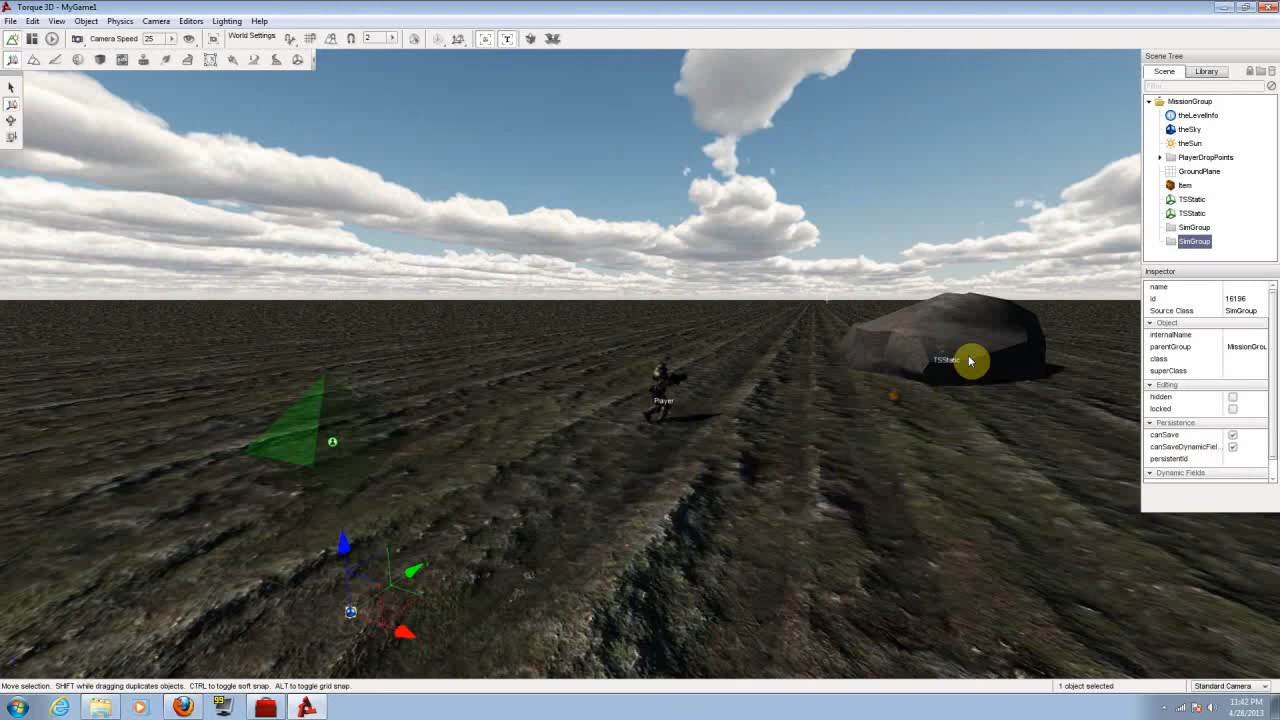 Torque 3D - MyGame1
File Edit View Object Physics Camera Editors Lighting Help
Camera Speed 25 World Settings 2
Scene Tree
Scene Library
Filter...
MissionGroup
theLevelInfo
theSky
theSun
PlayerDropPoints
GroundPlane
Item
TSStatic
TSStatic
SimGroup
SimGroup
Inspector
name
id 16196
Source Class SimGroup
Object
internalName
parentGroup MissionGrou
class
superClass
Editing
hidden
locked
Persistence
canSave
canSaveDynamicFiel...
persistentId
Dynamic Fields
TSStatic
Player
Move selection. SHIFT while dragging duplicates objects. CTRL to toggle soft snap. ALT to toggle grid snap.
1 object selected
Standard Camera
99
11:42 PM
4/28/2013